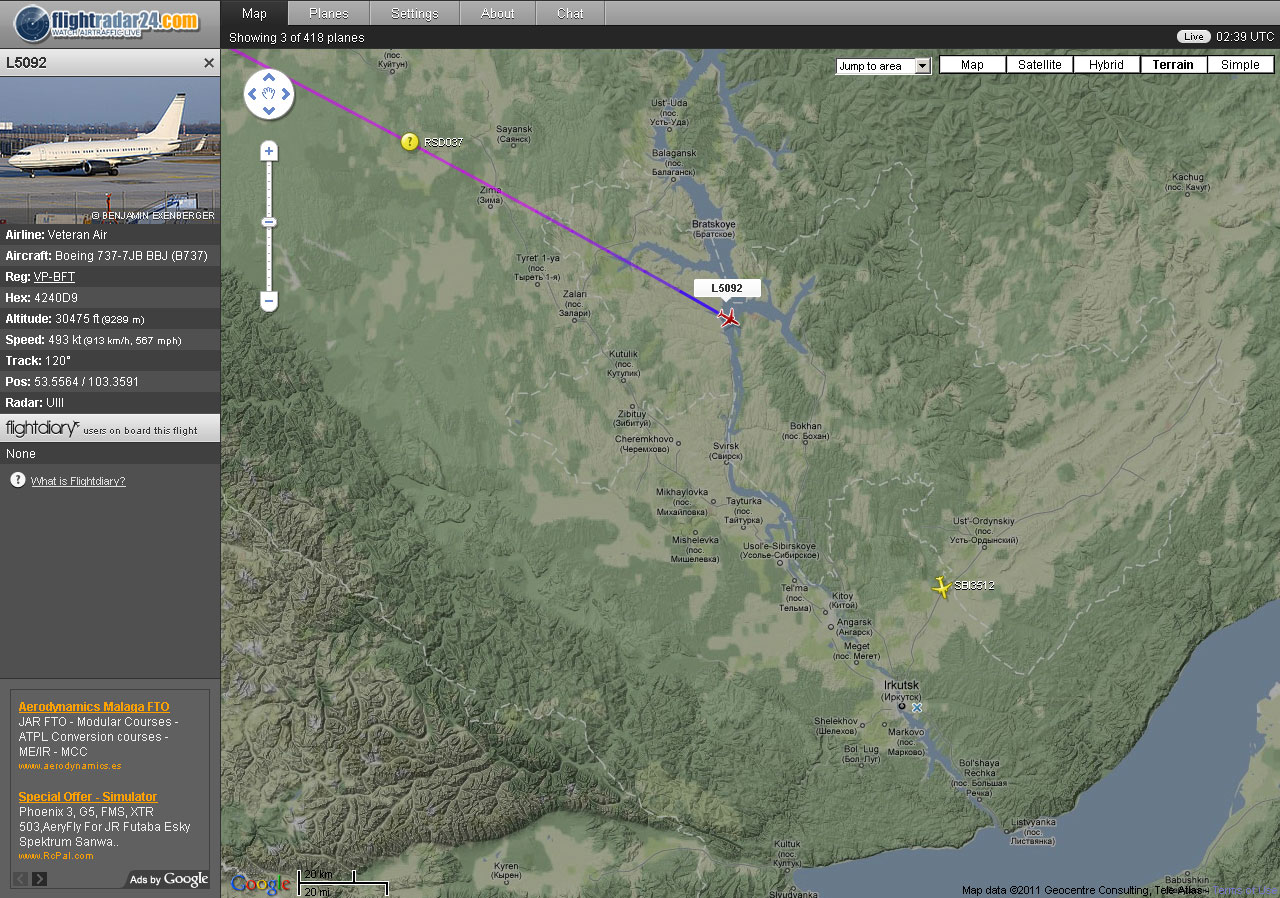 flightradar24.com
WATCH AIRTRAFFIC LIVE
Map
Planes
Settings
About
Chat
Showing 3 of 418 planes
Live
02:39 UTC
L5092
© BENJAMIN EXENBERGER
Airline: Veteran Air
Aircraft: Boeing 737-7JB BBJ (B737)
Reg: VP-BFT
Hex: 4240D9
Altitude: 30475 ft (9289 m)
Speed: 493 kt (913 km/h, 567 mph)
Track: 120°
Pos: 53.5564 / 103.3591
Radar: UIII
flightdiary users on board this flight
None
? What is Flightdiary?
Aerodynamics Malaga FTO
JAR FTO - Modular Courses -
ATPL Conversion courses -
ME/IR - MCC
www.aerodynamics.es
Special Offer - Simulator
Phoenix 3, G5, FMS, XTR
503,AeryFly For JR Futaba Esky
Spektrum Sanwa..
www.RcPal.com
Ads by Google
Jump to area
Map
Satellite
Hybrid
Terrain
Simple
(пос.
Куйтун)
Ust'-Uda
(пос.
Усть-Уда)
Sayansk
(Саянск)
? RSD037
Balagansk
(пос.
Балаганск)
Kachug
(пос. Качуг)
Zima
(Зима)
Bratskoye
(Братское)
Tyret' 1-ya
(пос.
Тыреть 1-я)
L5092
Zalari
(пос.
Залари)
Kutulik
(пос.
Кутулик)
Zibituy
(Зибитуй)
Bokhan
(пос. Бохан)
Cheremkhovo
(Черемхово)
Svirsk
(Свирск)
Mikhaylovka
(пос.
Михайловка)
Tayturka
(пос.
Тайтурка)
Ust'-Ordynskiy
(пос.
Усть-Ордынский)
Mishelevka
(пос.
Мишелевка)
Usol'e-Sibirskoye
(Усолье-Сибирское)
SBI3512
Tel'ma
(пос.
Тельма)
Kitoy
(Китой)
Angarsk
(Ангарск)
Meget
(пос. Мегет)
Irkutsk
(Иркутск)
Shelekhov
(Шелехов)
Markovo
(пос.
Марково)
Bol. Lug
(Бол. Луг)
Bol'shaya
Rechka
(пос. Большая
Речка)
Listvyanka
(пос.
Листвянка)
Kultuk
(пос.
Култук)
Kyren
(Кырен)
Slyudyanka
Babushkin
Google
20 km
20 mi
Map data ©2011 Geocentre Consulting, Tele Atlas -